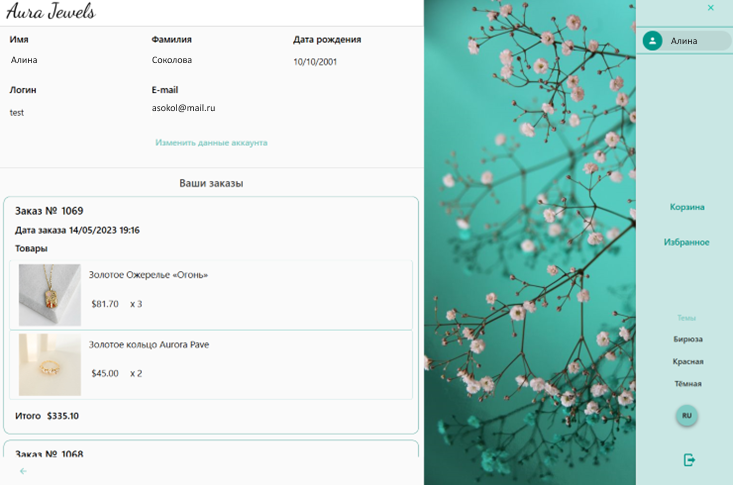 Aura Jewels
Имя Фамилия Дата рождения
Алина Соколова 10/10/2001
Логин E-mail
test asokol@mail.ru
Изменить данные аккаунта
Ваши заказы
Заказ № 1069
Дата заказа 14/05/2023 19:16
Товары
Золотое Ожерелье «Огонь»
$81.70 x 3
Золотое кольцо Aurora Pave
$45.00 x 2
Итого $335.10
Заказ № 1068
Алина
Корзина
Избранное
Темы
Бирюза
Красная
Тёмная
RU